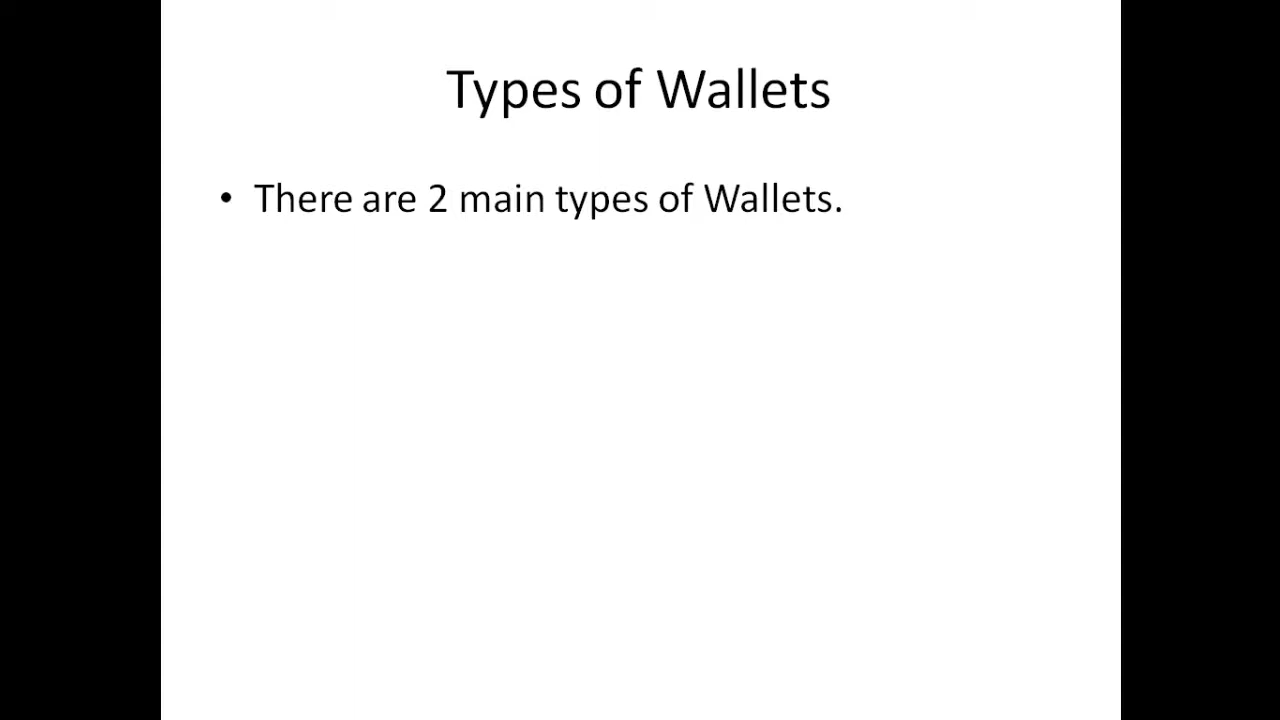 Types of Wallets
• There are 2 main types of Wallets.